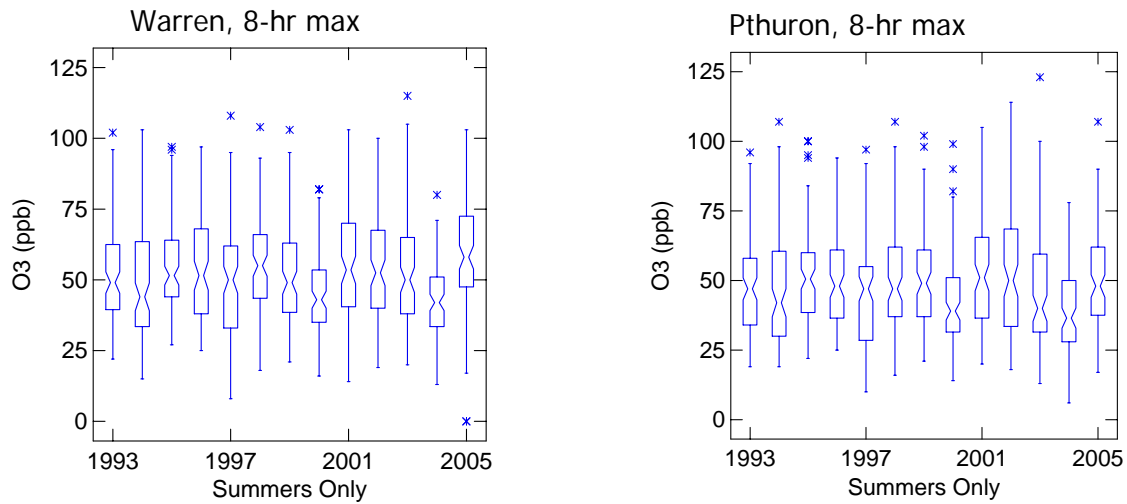 Warren, 8-hr max
O3 (ppb)
125
100
75
50
25
0
1993 1997 2001 2005
Summers Only
Pthuron, 8-hr max
O3 (ppb)
125
100
75
50
25
0
1993 1997 2001 2005
Summers Only